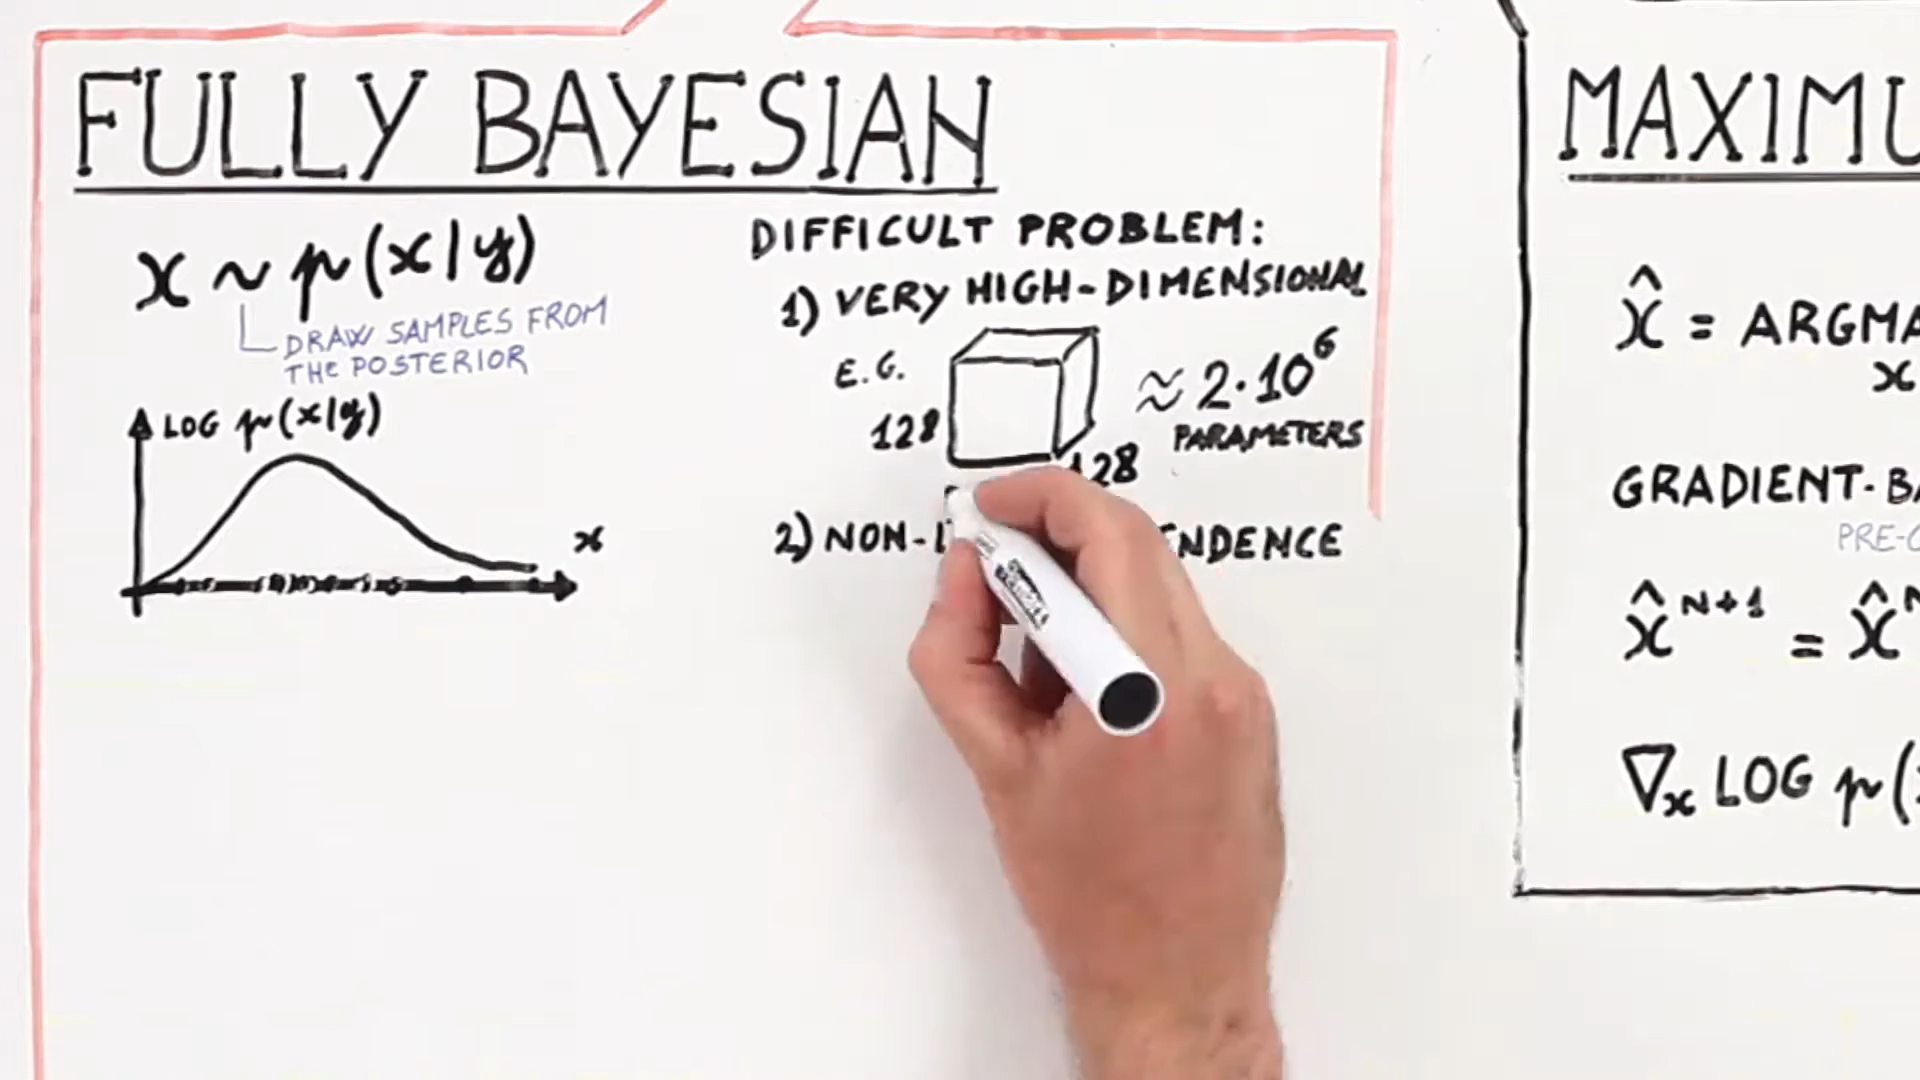 FULLY BAYESIAN
x ~ p(x|y)
DRAW SAMPLES FROM
THE POSTERIOR
LOG p(x|y)
x
DIFFICULT PROBLEM:
1) VERY HIGH-DIMENSIONAL
E.G.
128
128
≈ 2·10⁶
PARAMETERS
2) NON-
ENDENCE
MAXIMU
x̂ = ARGMA
x
GRADIENT-BA
PRE-C
x̂ᴺ⁺¹ = x̂ᴺ
∇ₓ LOG p(